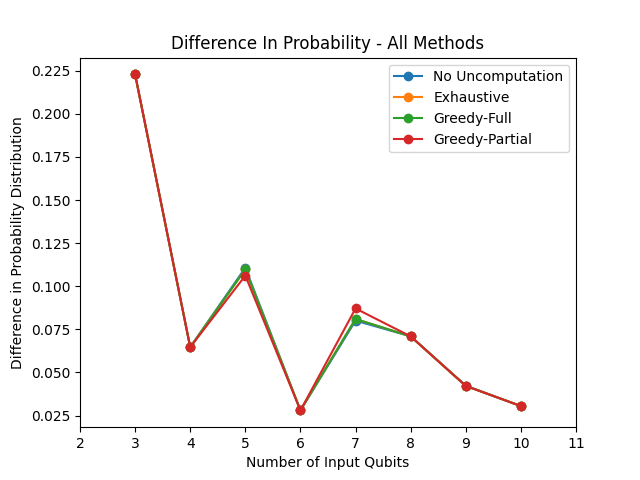 Difference In Probability - All Methods
Difference in Probability Distribution
0.225
0.200
0.175
0.150
0.125
0.100
0.075
0.050
0.025
No Uncomputation
Exhaustive
Greedy-Full
Greedy-Partial
2 3 4 5 6 7 8 9 10 11
Number of Input Qubits